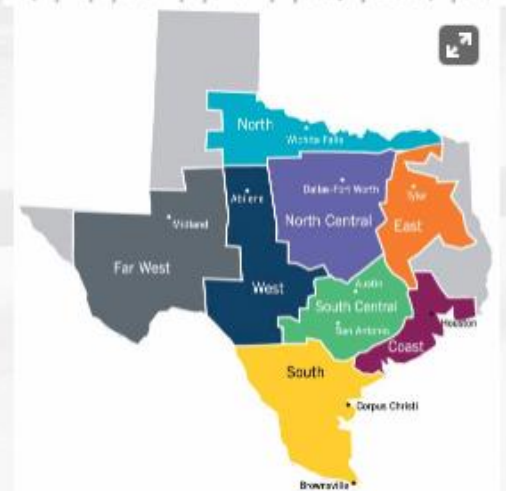 North
Wichita Falls
Dallas-Fort Worth
Abilene
Tyler
Midland
North Central
East
Far West
West
Austin
South Central
San Antonio
Houston
Coast
South
Corpus Christi
Brownsville